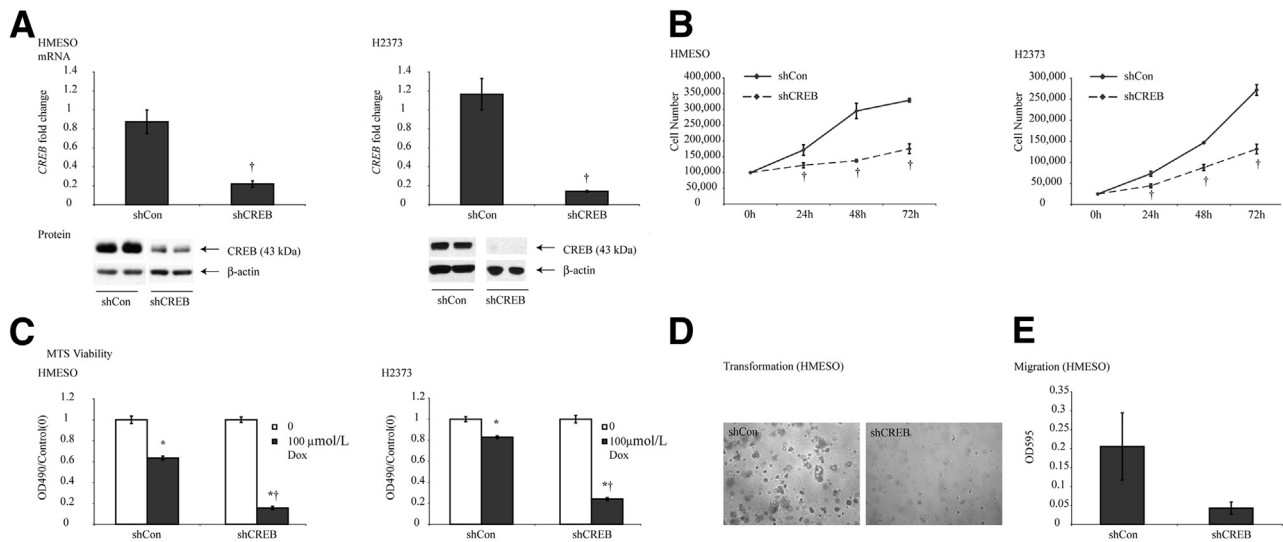 A
HMESO
mRNA
CREB fold change
1.4
1.2
1
0.8
0.6
0.4
0.2
0
†
shCon
shCREB
Protein
CREB (43 kDa)
β-actin
shCon
shCREB
H2373
CREB fold change
1.4
1.2
1
0.8
0.6
0.4
0.2
0
†
shCon
shCREB
CREB (43 kDa)
β-actin
shCon
shCREB
B
HMESO
Cell Number
400,000
350,000
300,000
250,000
200,000
150,000
100,000
50,000
shCon
shCREB
†
†
†
0h
24h
48h
72h
H2373
Cell Number
300,000
250,000
200,000
150,000
100,000
50,000
0
shCon
shCREB
†
†
†
0h
24h
48h
72h
C
MTS Viability
HMESO
OD490/Control(0)
1.2
1
0.8
0.6
0.4
0.2
0
*
*†
0
100 μmol/L
Dox
shCon
shCREB
H2373
OD490/Control(0)
1.2
1
0.8
0.6
0.4
0.2
0
*
*†
0
100μmol/L
Dox
shCon
shCREB
D
Transformation (HMESO)
shCon
shCREB
E
Migration (HMESO)
OD595
0.35
0.3
0.25
0.2
0.15
0.1
0.05
0
shCon
shCREB